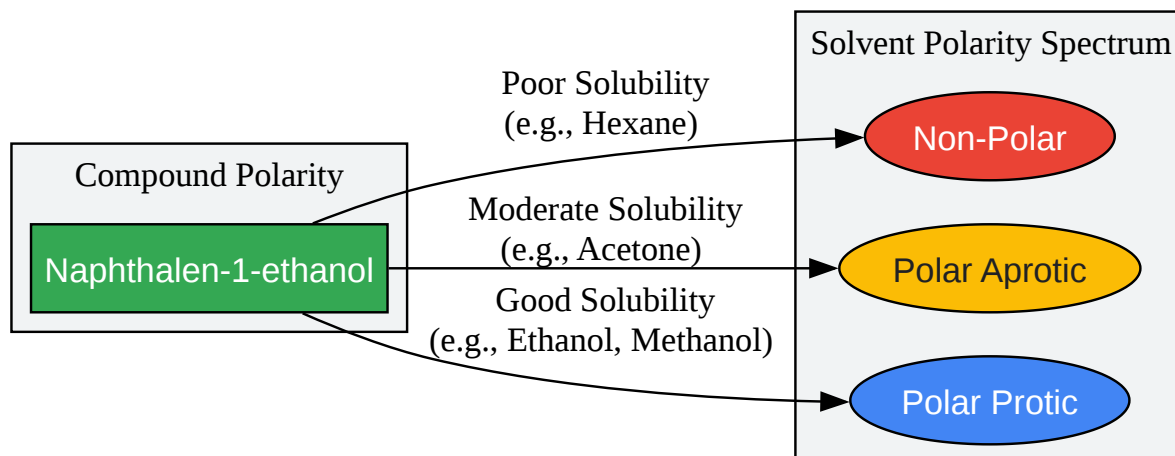 Compound Polarity
Naphthalen-1-ethanol
Poor Solubility
(e.g., Hexane)
Moderate Solubility
(e.g., Acetone)
Good Solubility
(e.g., Ethanol, Methanol)
Solvent Polarity Spectrum
Non-Polar
Polar Aprotic
Polar Protic